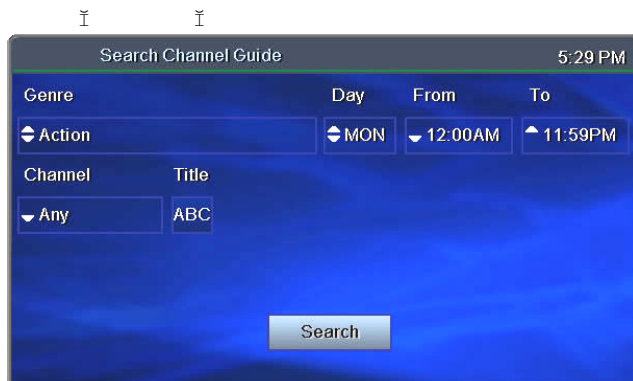 Search Channel Guide 5:29 PM
Genre Day From To
Action MON 12:00AM 11:59PM
Channel Title
Any ABC
Search